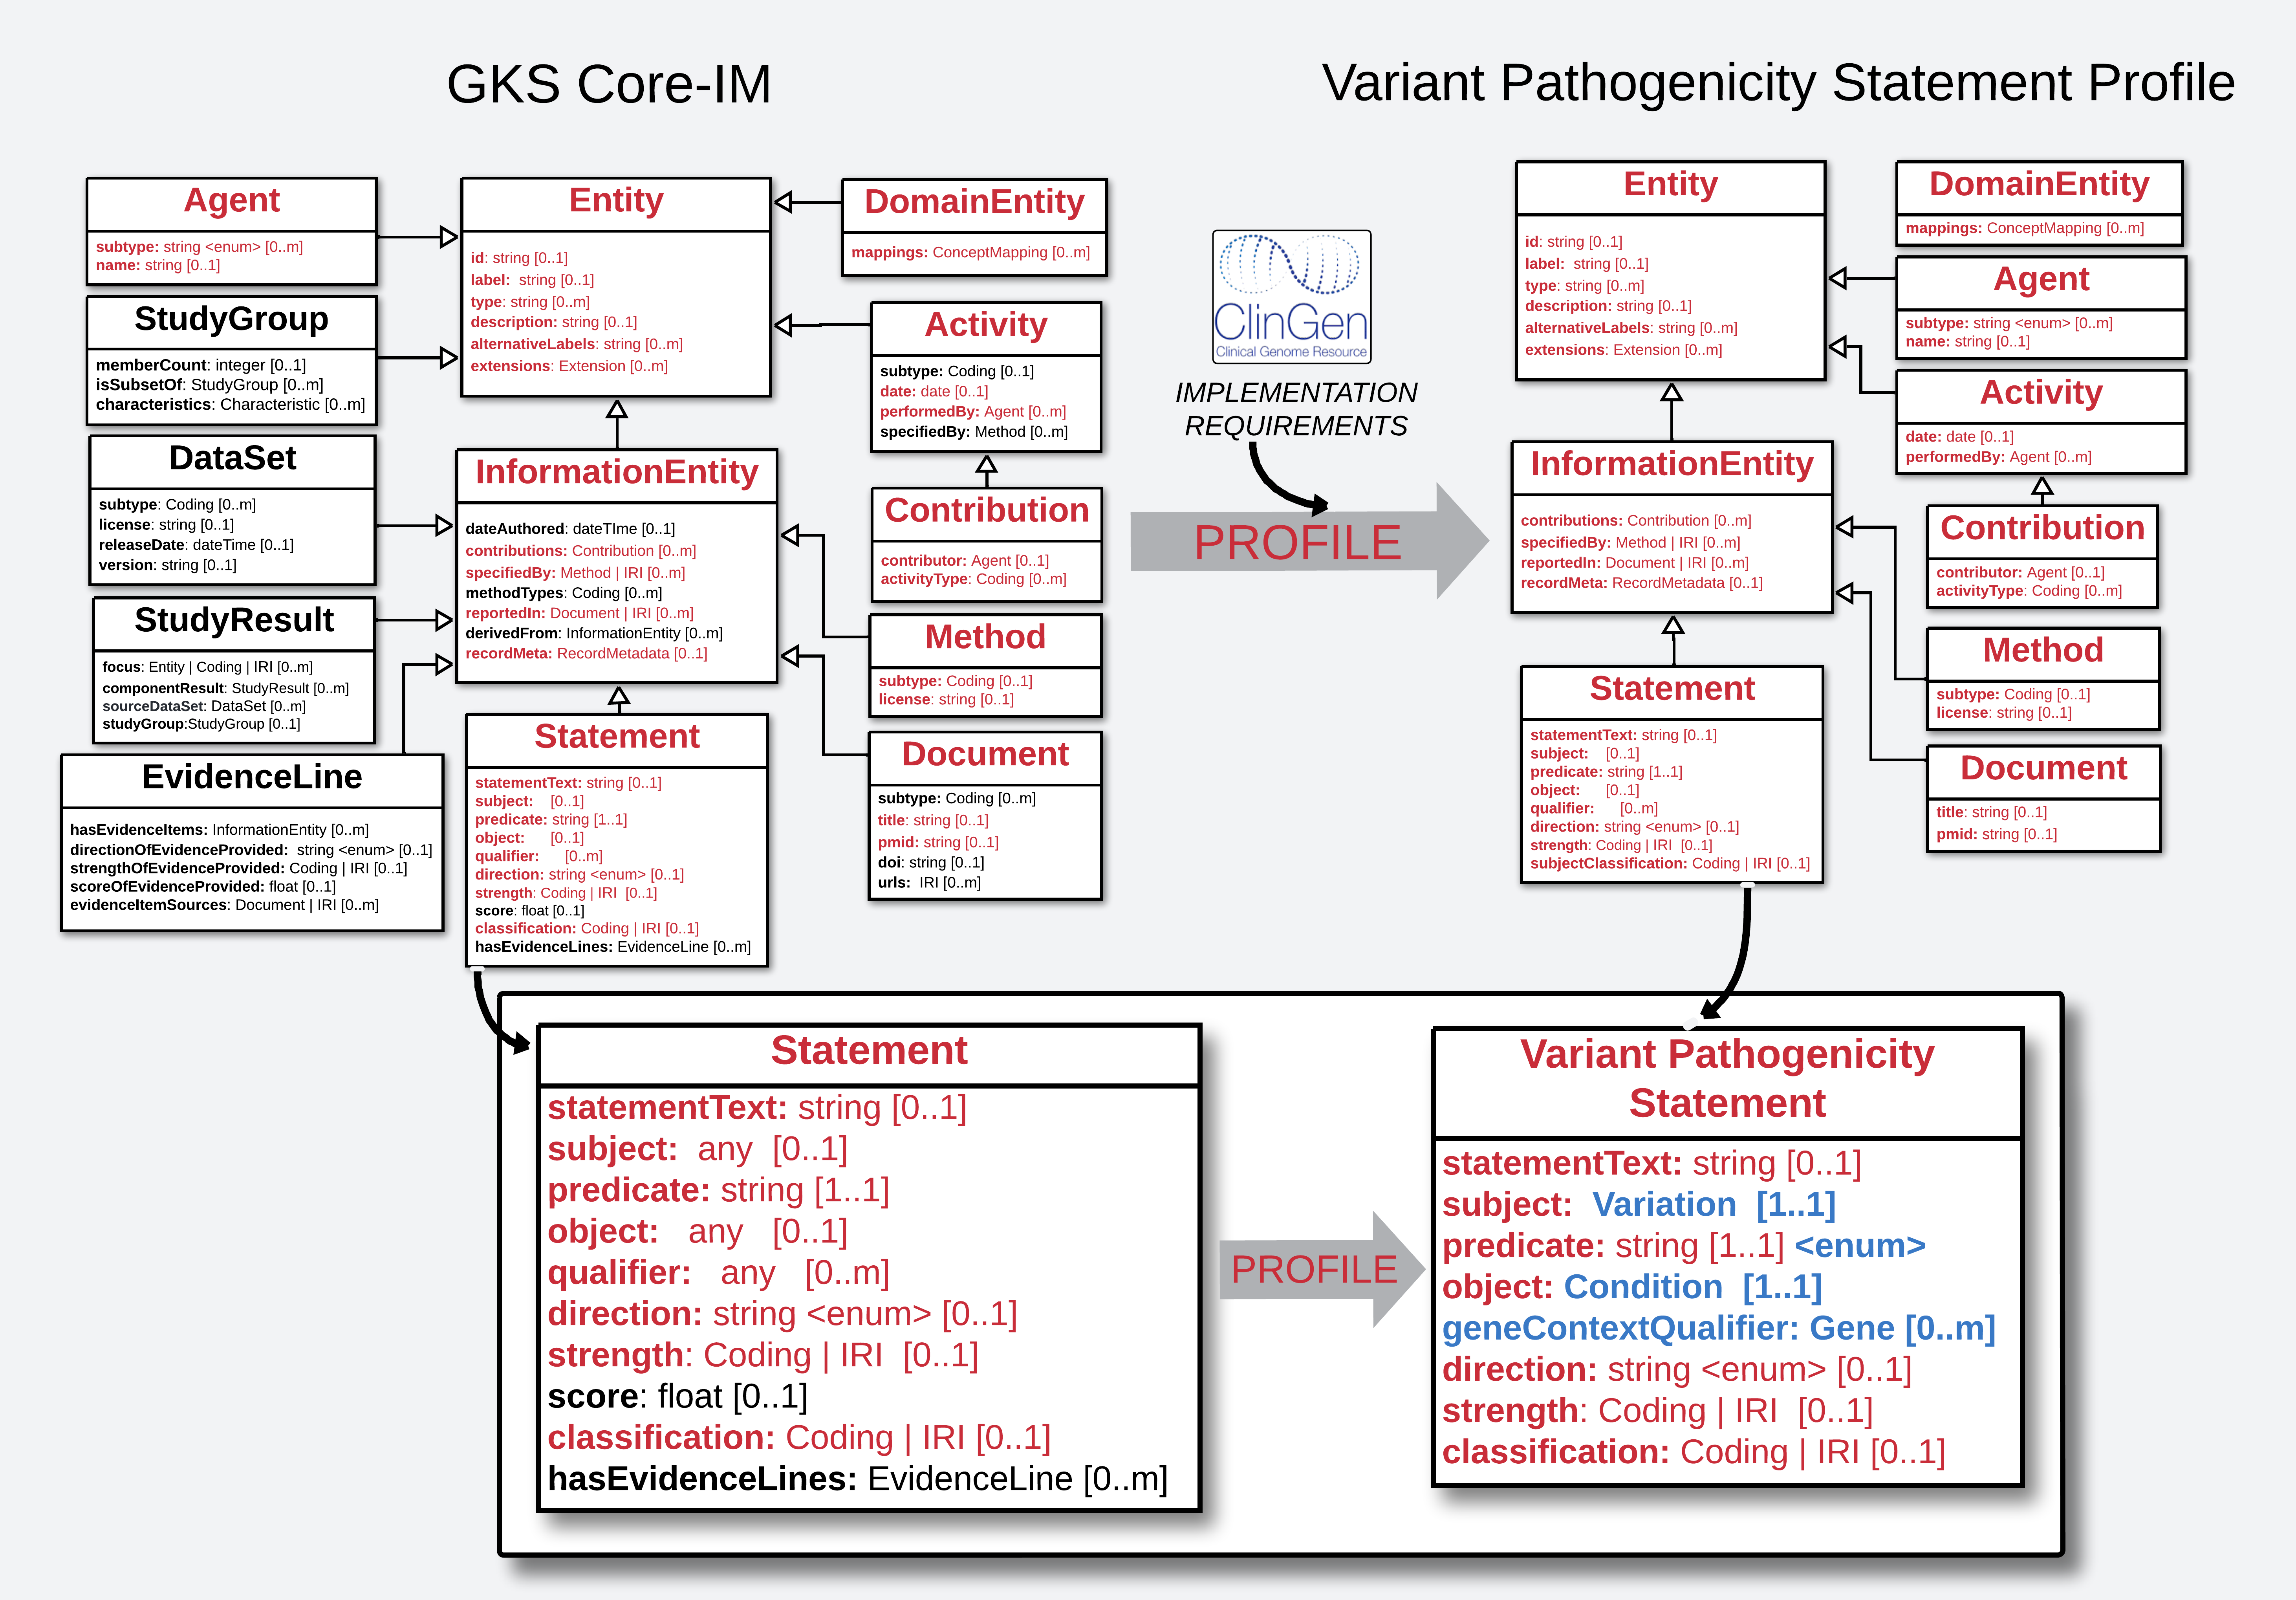 GKS Core-IM
Variant Pathogenicity Statement Profile
Agent
subtype: string <enum> [0..m]
name: string [0..1]
StudyGroup
memberCount: integer [0..1]
isSubsetOf: StudyGroup [0..m]
characteristics: Characteristic [0..m]
DataSet
subtype: Coding [0..m]
license: string [0..1]
releaseDate: dateTime [0..1]
version: string [0..1]
StudyResult
focus: Entity | Coding | IRI [0..m]
componentResult: StudyResult [0..m]
sourceDataSet: DataSet [0..m]
studyGroup:StudyGroup [0..1]
EvidenceLine
hasEvidenceItems: InformationEntity [0..m]
directionOfEvidenceProvided: string <enum> [0..1]
strengthOfEvidenceProvided: Coding | IRI [0..1]
scoreOfEvidenceProvided: float [0..1]
evidenceItemSources: Document | IRI [0..m]
Entity
id: string [0..1]
label: string [0..1]
type: string [0..m]
description: string [0..1]
alternativeLabels: string [0..m]
extensions: Extension [0..m]
InformationEntity
dateAuthored: dateTIme [0..1]
contributions: Contribution [0..m]
specifiedBy: Method | IRI [0..m]
methodTypes: Coding [0..m]
reportedIn: Document | IRI [0..m]
derivedFrom: InformationEntity [0..m]
recordMeta: RecordMetadata [0..1]
Statement
statementText: string [0..1]
subject: [0..1]
predicate: string [1..1]
object: [0..1]
qualifier: [0..m]
direction: string <enum> [0..1]
strength: Coding | IRI [0..1]
score: float [0..1]
classification: Coding | IRI [0..1]
hasEvidenceLines: EvidenceLine [0..m]
DomainEntity
mappings: ConceptMapping [0..m]
Activity
subtype: Coding [0..1]
date: date [0..1]
performedBy: Agent [0..m]
specifiedBy: Method [0..m]
Contribution
contributor: Agent [0..1]
activityType: Coding [0..m]
Method
subtype: Coding [0..1]
license: string [0..1]
Document
subtype: Coding [0..m]
title: string [0..1]
pmid: string [0..1]
doi: string [0..1]
urls: IRI [0..m]
ClinGen
Clinical Genome Resource
IMPLEMENTATION
REQUIREMENTS
PROFILE
Entity
id: string [0..1]
label: string [0..1]
type: string [0..m]
description: string [0..1]
alternativeLabels: string [0..m]
extensions: Extension [0..m]
InformationEntity
contributions: Contribution [0..m]
specifiedBy: Method | IRI [0..m]
reportedIn: Document | IRI [0..m]
recordMeta: RecordMetadata [0..1]
Statement
statementText: string [0..1]
subject: [0..1]
predicate: string [1..1]
object: [0..1]
qualifier: [0..m]
direction: string <enum> [0..1]
strength: Coding | IRI [0..1]
subjectClassification: Coding | IRI [0..1]
DomainEntity
mappings: ConceptMapping [0..m]
Agent
subtype: string <enum> [0..m]
name: string [0..1]
Activity
date: date [0..1]
performedBy: Agent [0..m]
Contribution
contributor: Agent [0..1]
activityType: Coding [0..m]
Method
subtype: Coding [0..1]
license: string [0..1]
Document
title: string [0..1]
pmid: string [0..1]
Statement
statementText: string [0..1]
subject: any [0..1]
predicate: string [1..1]
object: any [0..1]
qualifier: any [0..m]
direction: string <enum> [0..1]
strength: Coding | IRI [0..1]
score: float [0..1]
classification: Coding | IRI [0..1]
hasEvidenceLines: EvidenceLine [0..m]
PROFILE
Variant Pathogenicity
Statement
statementText: string [0..1]
subject: Variation [1..1]
predicate: string [1..1] <enum>
object: Condition [1..1]
geneContextQualifier: Gene [0..m]
direction: string <enum> [0..1]
strength: Coding | IRI [0..1]
classification: Coding | IRI [0..1]